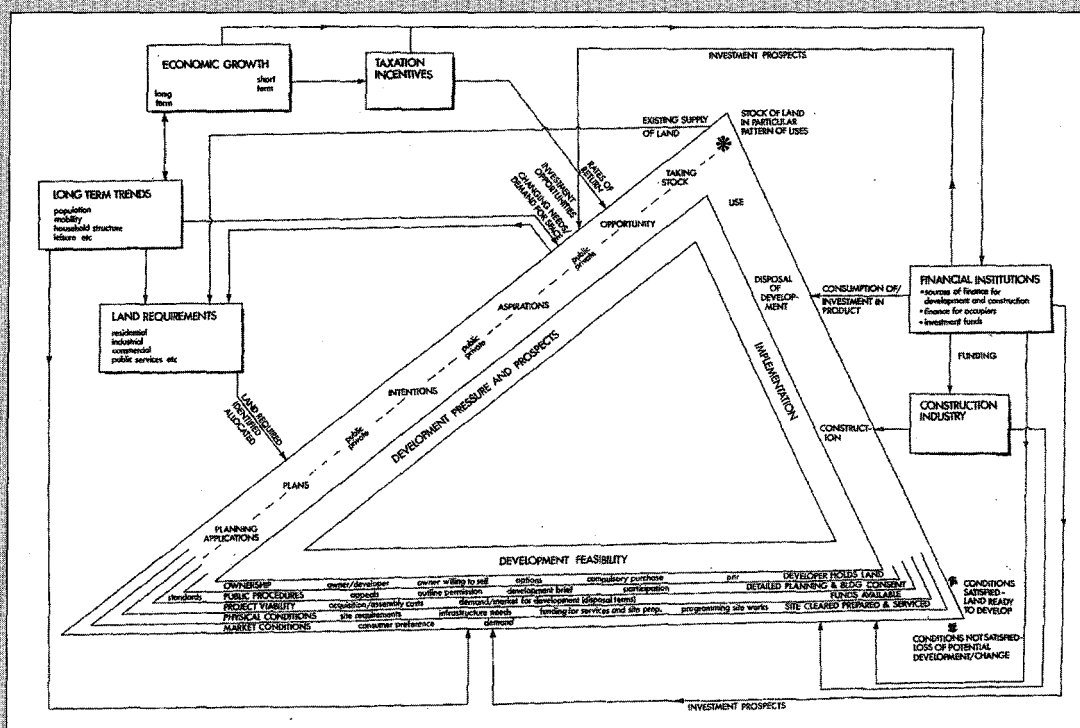 ECONOMIC GROWTH
short
term
long
term
TAXATION
INCENTIVES
INVESTMENT PROSPECTS
EXISTING SUPPLY
OF LAND
STOCK OF LAND
IN PARTICULAR
PATTERN OF USES
LONG TERM TRENDS
population
mobility
household structure
leisure etc
LAND REQUIREMENTS
residential
industrial
commercial
public services etc
RATES OF
RETURN
INVESTMENT
OPPORTUNITIES
CHANGING NEEDS/
DEMAND FOR SPACE
LAND REQUIRED
IDENTIFIED
ALLOCATED
TAKING
STOCK
OPPORTUNITY
public
private
ASPIRATIONS
public
private
INTENTIONS
public
private
PLANS
PLANNING
APPLICATIONS
DEVELOPMENT PRESSURE AND PROSPECTS
USE
DISPOSAL
OF
DEVELOP-
MENT
IMPLEMENTATION
CONSTRUCT-
ION
FINANCIAL INSTITUTIONS
•sources of finance for
development and construction
•finance for occupiers
•investment funds
CONSUMPTION OF/
INVESTMENT IN
PRODUCT
FUNDING
CONSTRUCTION
INDUSTRY
DEVELOPMENT FEASIBILITY
OWNERSHIP owner/developer owner willing to sell options compulsory purchase DEVELOPER HOLDS LAND
standards PUBLIC PROCEDURES appeals outline permission development brief participation DETAILED PLANNING & BLDG CONSENT
PROJECT VIABILITY acquisition/assembly costs demand/market for development (disposal terms) FUNDS AVAILABLE
PHYSICAL CONDITIONS site requirements infrastructure needs funding for services and site prep. programming site works SITE CLEARED PREPARED & SERVICED
MARKET CONDITIONS consumer preference demand
CONDITIONS
SATISFIED-
LAND READY
TO DEVELOP
CONDITIONS NOT SATISFIED-
LOSS OF POTENTIAL
DEVELOPMENT/CHANGE
INVESTMENT PROSPECTS